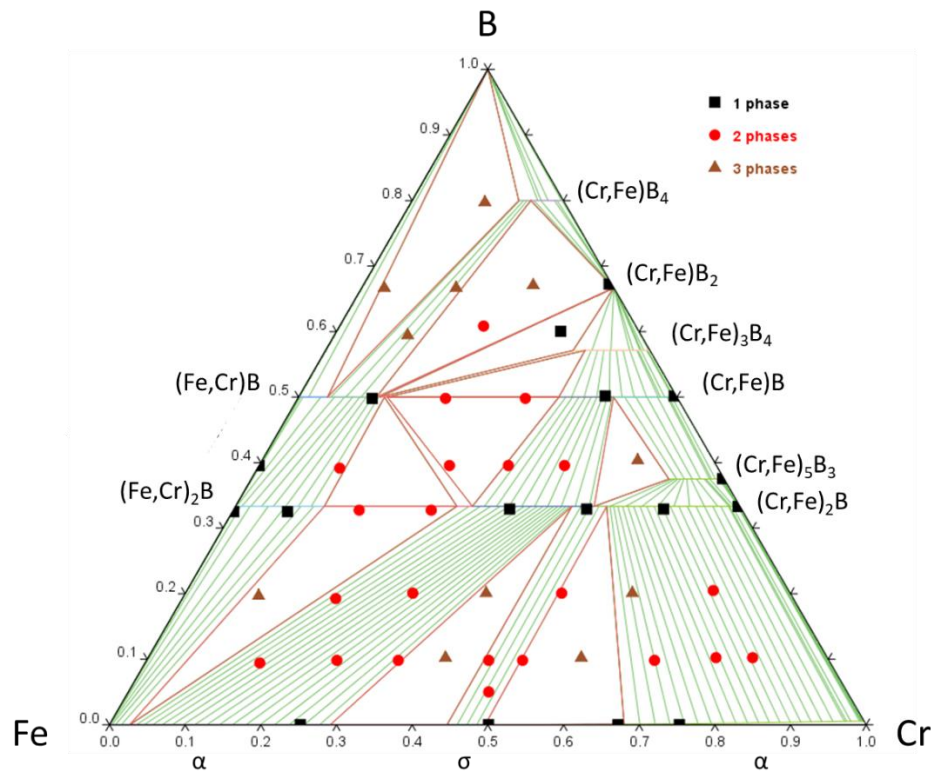 B
1.0
1 phase
0.9
2 phases
3 phases
0.8
(Cr,Fe)B₄
0.7
(Cr,Fe)B₂
0.6
(Cr,Fe)₃B₄
(Fe,Cr)B
0.5
(Cr,Fe)B
0.4
(Cr,Fe)₅B₃
(Fe,Cr)₂B
(Cr,Fe)₂B
0.3
0.2
0.1
Fe
0.0
Cr
0.0 0.1 0.2 0.3 0.4 0.5 0.6 0.7 0.8 0.9 1.0
α σ α